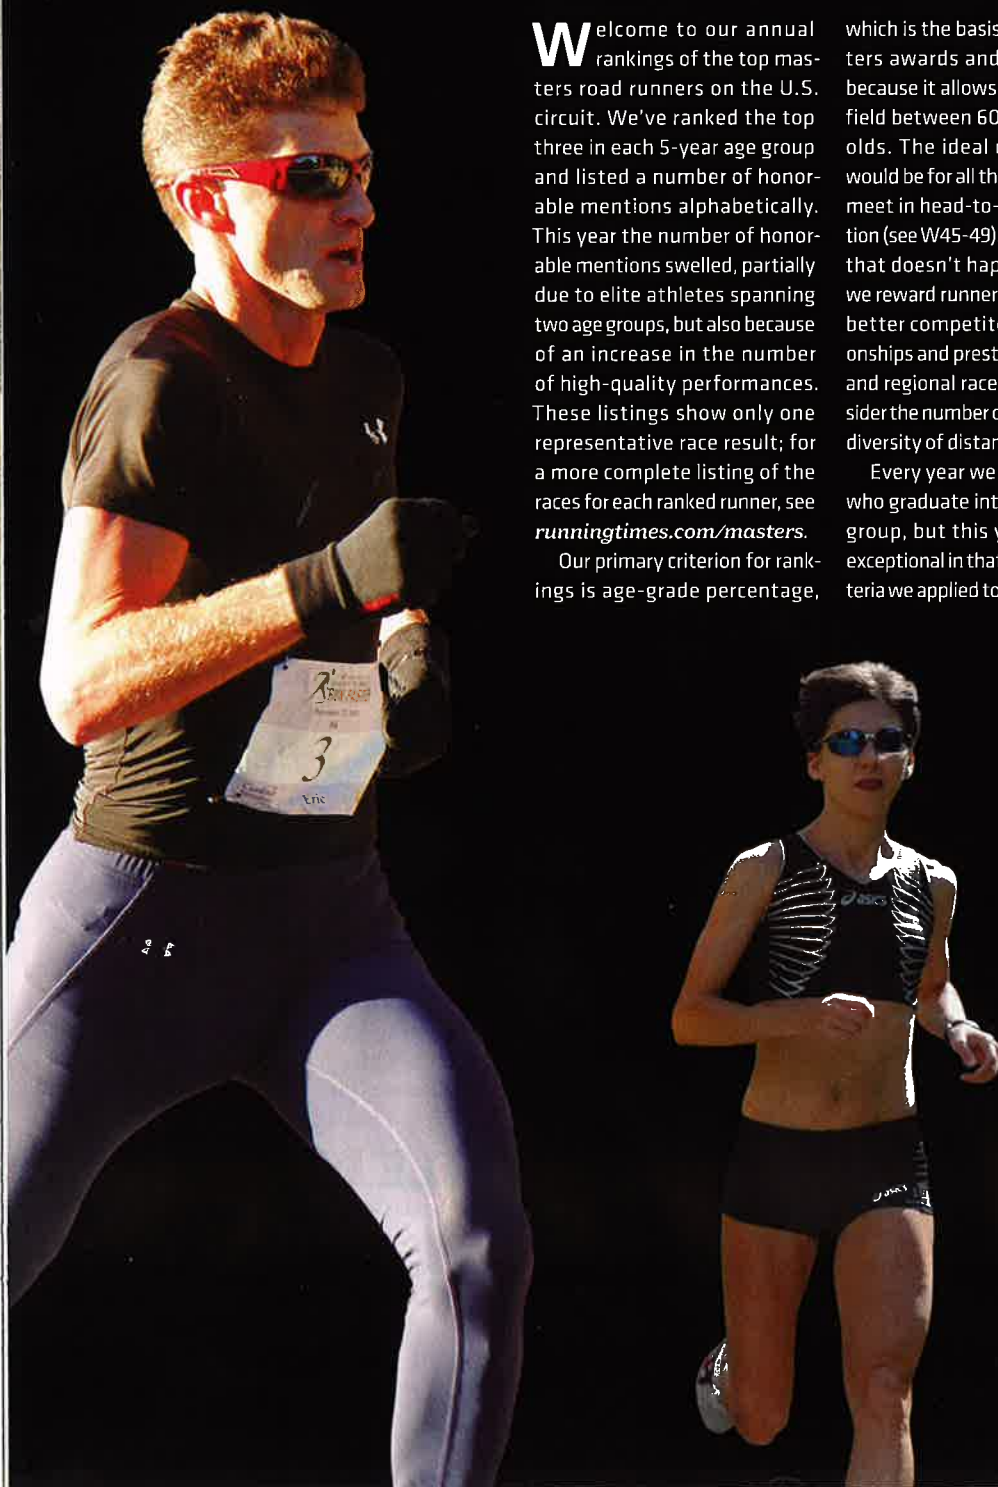 Welcome to our annual
rankings of the top mas-
ters road runners on the U.S.
circuit. We've ranked the top
three in each 5-year age group
and listed a number of honor-
able mentions alphabetically.
This year the number of honor-
able mentions swelled, partially
due to elite athletes spanning
two age groups, but also because
of an increase in the number
of high-quality performances.
These listings show only one
representative race result; for
a more complete listing of the
races for each ranked runner, see
runningtimes.com/masters.
Our primary criterion for rank-
ings is age-grade percentage,
which is the basis
ters awards and
because it allows
field between 60
olds. The ideal
would be for all th
meet in head-to-
tion (see W45-49)
that doesn't hap
we reward runner
better competit
onships and prest
and regional race
sider the number
diversity of distan
Every year we
who graduate int
group, but this
exceptional in that
teria we applied to
3
Eric
asics
asics